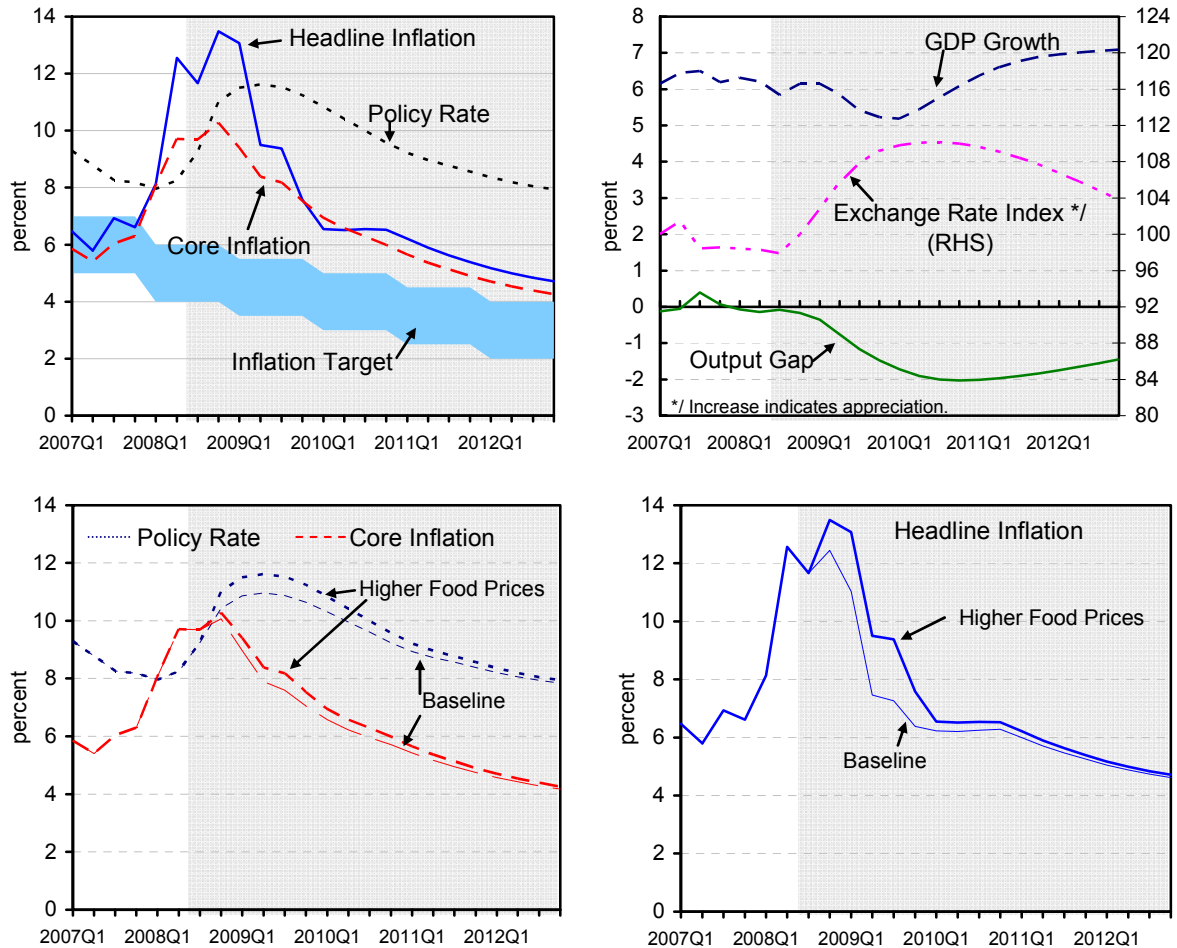 14
12
10
8
6
4
2
0
percent
Headline Inflation
Policy Rate
Core Inflation
Inflation Target
2007Q1 2008Q1 2009Q1 2010Q1 2011Q1 2012Q1
8
7
6
5
4
3
2
1
0
-1
-2
-3
percent
124
120
116
112
108
104
100
96
92
88
84
80
GDP Growth
Exchange Rate Index */
(RHS)
Output Gap
*/ Increase indicates appreciation.
2007Q1 2008Q1 2009Q1 2010Q1 2011Q1 2012Q1
14
12
10
8
6
4
2
0
percent
Policy Rate Core Inflation
Higher Food Prices
Baseline
2007Q1 2008Q1 2009Q1 2010Q1 2011Q1 2012Q1
14
12
10
8
6
4
2
0
percent
Headline Inflation
Higher Food Prices
Baseline
2007Q1 2008Q1 2009Q1 2010Q1 2011Q1 2012Q1